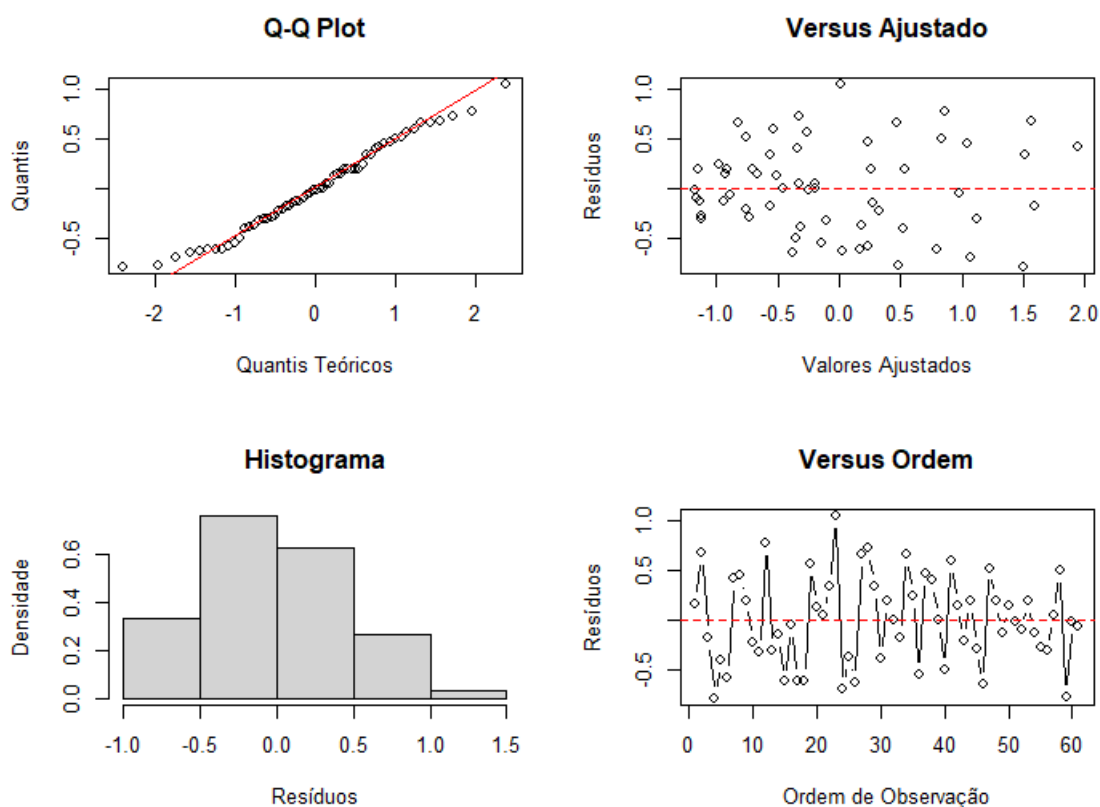 Q-Q Plot
Quantis
1.0
0.5
-0.5
-2 -1 0 1 2
Quantis Teóricos
Versus Ajustado
Resíduos
1.0
0.5
-0.5
-1.0 -0.5 0.0 0.5 1.0 1.5 2.0
Valores Ajustados
Histograma
Densidade
0.6
0.4
0.2
0.0
-1.0 -0.5 0.0 0.5 1.0 1.5
Resíduos
Versus Ordem
Resíduos
1.0
0.5
-0.5
0 10 20 30 40 50 60
Ordem de Observação